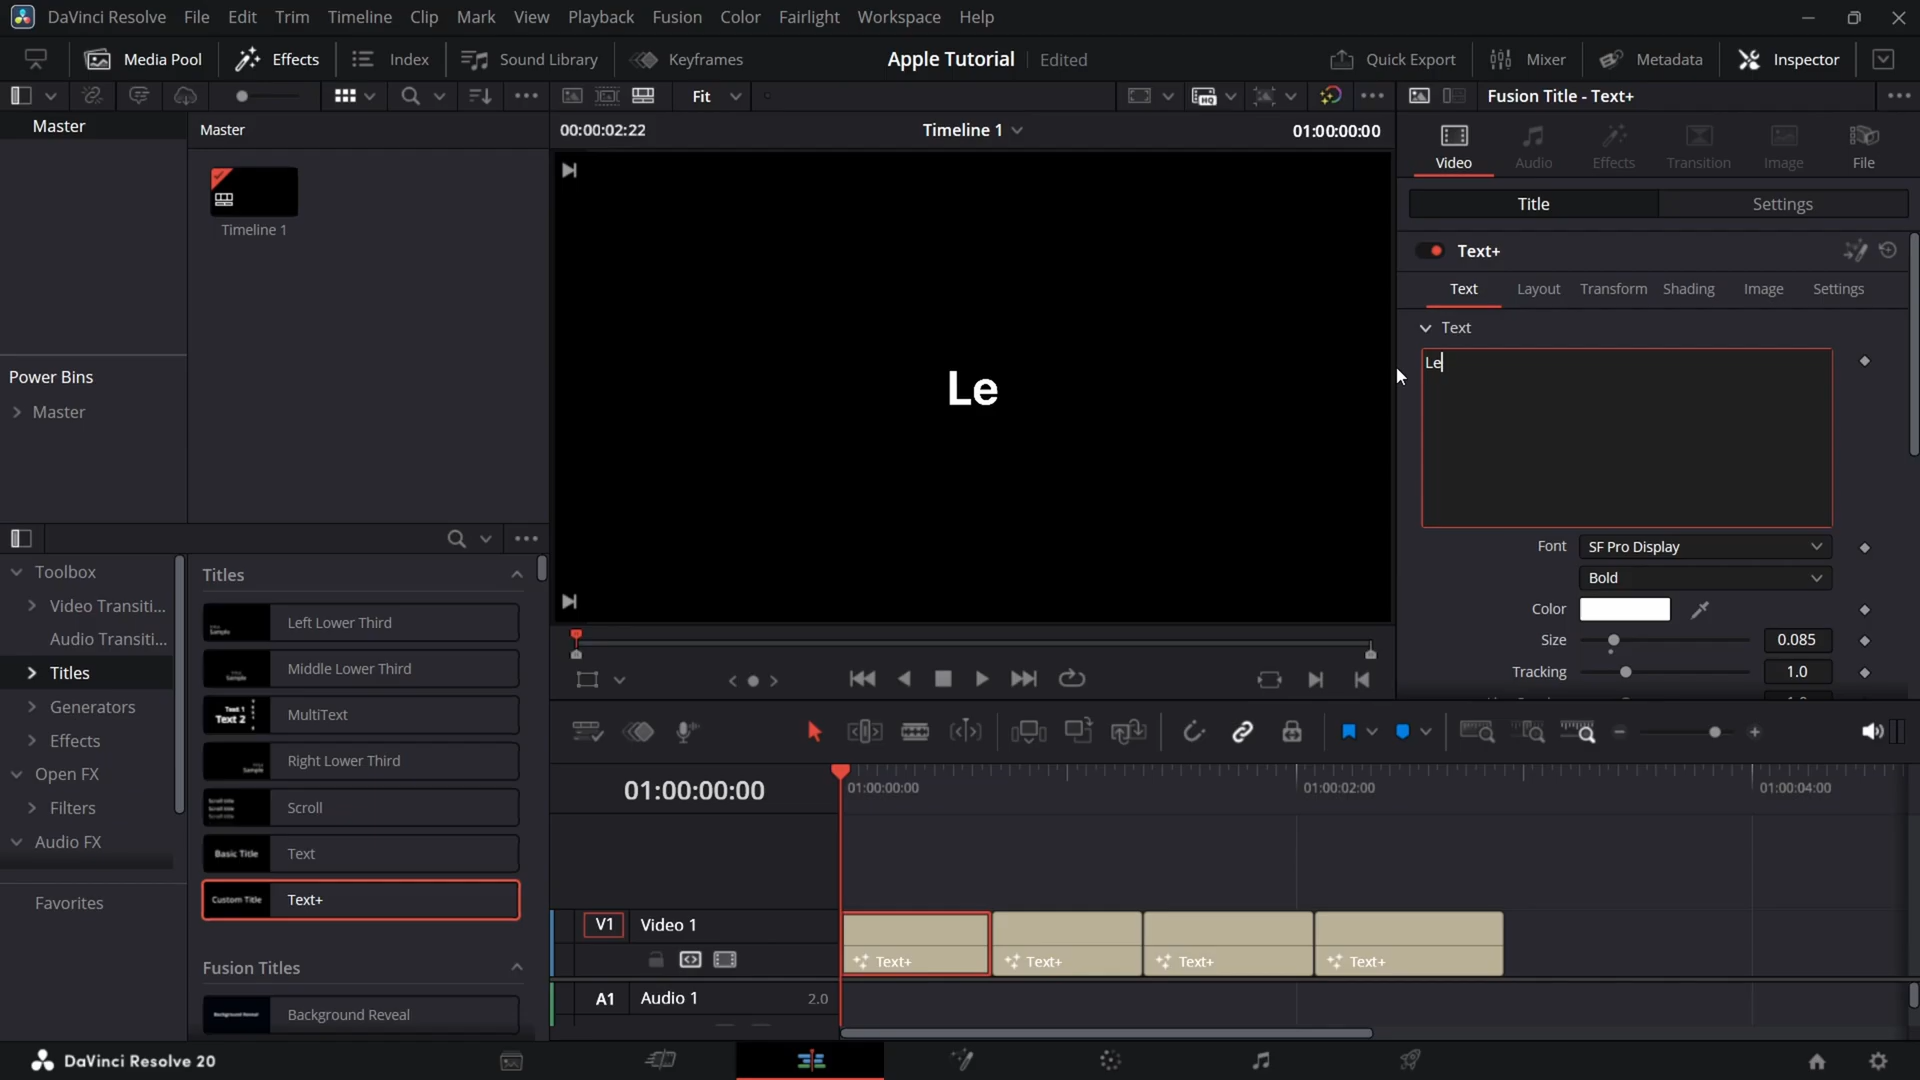 DaVinci Resolve File Edit Trim Timeline Clip Mark View Playback Fusion Color Fairlight Workspace Help
Media Pool Effects Index Sound Library Keyframes Apple Tutorial Edited Quick Export Mixer Metadata Inspector
Fit Fusion Title - Text+
Master Master 00:00:02:22 Timeline 1 01:00:00:00
Video Audio Effects Transition Image File
Timeline 1
Title Settings
Text+
Text Layout Transform Shading Image Settings
Text
Le
Le
Power Bins
Master
Font SF Pro Display
Bold
Color
Size 0.085
Tracking 1.0
Toolbox
Video Transiti...
Audio Transiti...
Titles
Generators
Effects
Open FX
Filters
Audio FX
Favorites
Titles
Left Lower Third
Middle Lower Third
Text 1
Text 2 MultiText
Right Lower Third
Scroll
Basic Title Text
Custom Title Text+
Fusion Titles
Background Reveal
01:00:00:00 01:00:00:00 01:00:02:00 01:00:04:00
V1 Video 1
Text+ Text+ Text+ Text+
A1 Audio 1 2.0
DaVinci Resolve 20